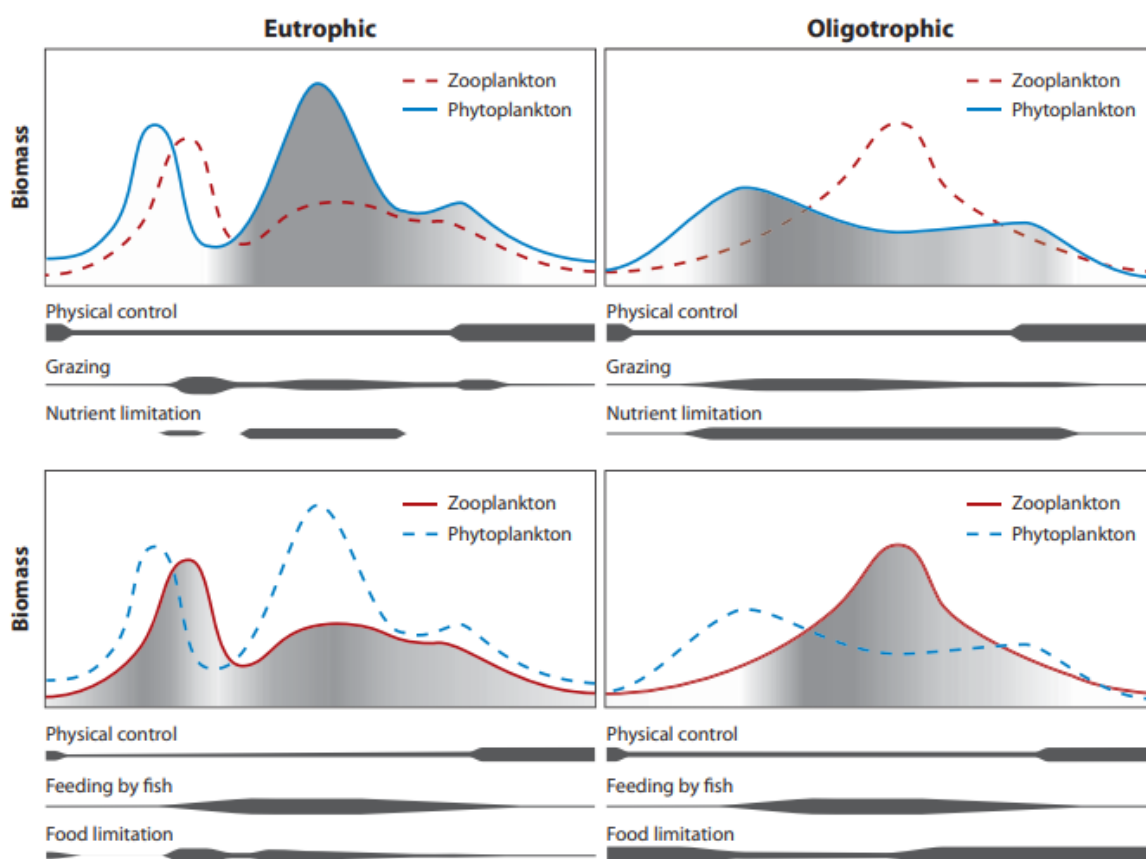 Eutrophic
Oligotrophic
Biomass
Zooplankton
Phytoplankton
Zooplankton
Phytoplankton
Physical control
Physical control
Grazing
Grazing
Nutrient limitation
Nutrient limitation
Biomass
Zooplankton
Phytoplankton
Zooplankton
Phytoplankton
Physical control
Physical control
Feeding by fish
Feeding by fish
Food limitation
Food limitation